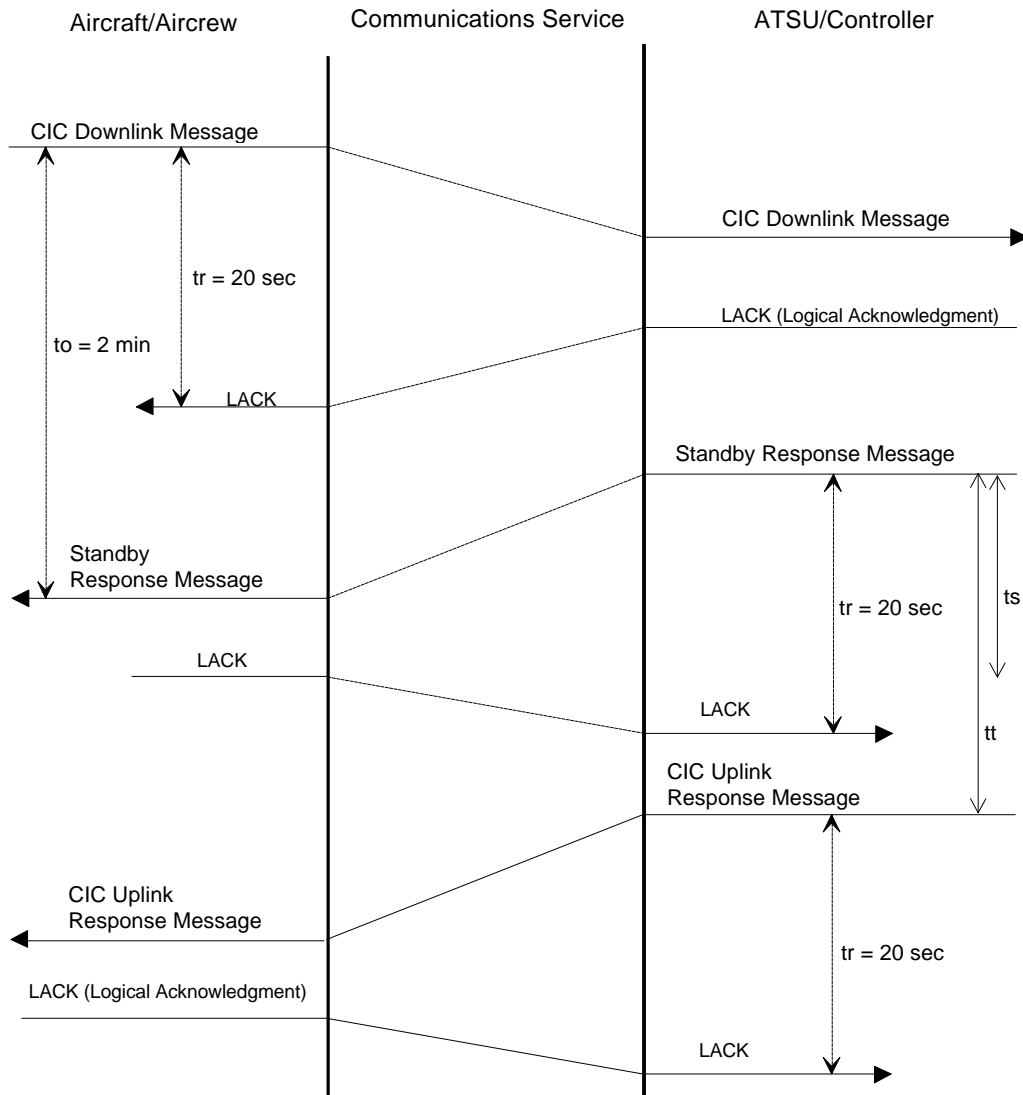 Aircraft/Aircrew
Communications Service
ATSU/Controller
CIC Downlink Message
CIC Downlink Message
tr = 20 sec
LACK (Logical Acknowledgment)
to = 2 min
LACK
Standby Response Message
Standby
Response Message
tr = 20 sec
ts
LACK
LACK
tt
CIC Uplink
Response Message
CIC Uplink
Response Message
tr = 20 sec
LACK (Logical Acknowledgment)
LACK